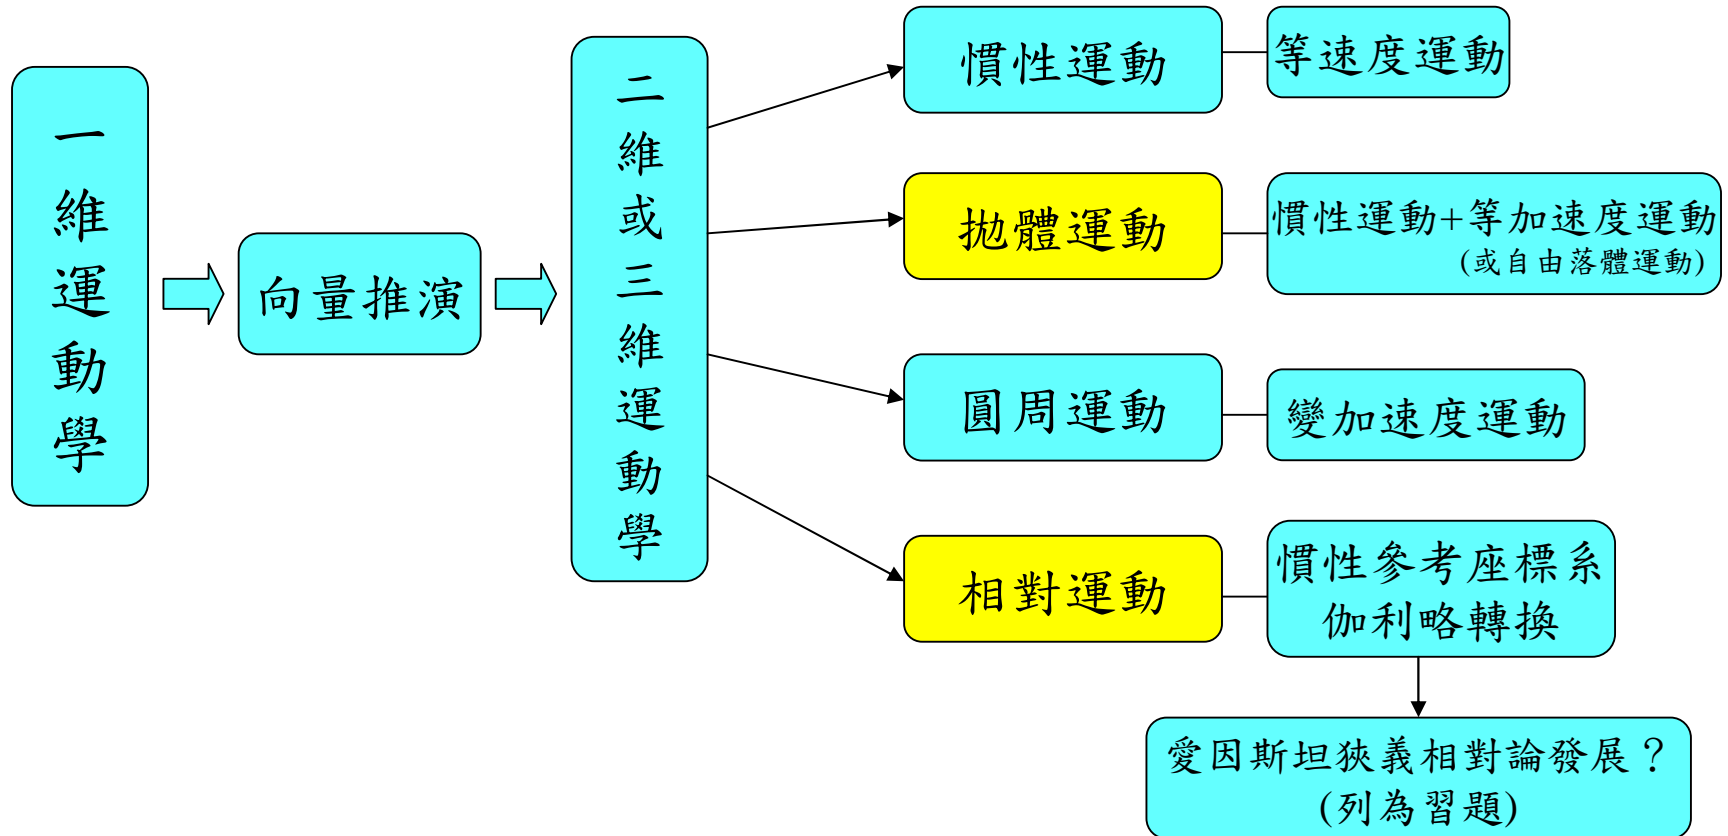 一維運動學
向量推演
二維或三維運動學
慣性運動
等速度運動
拋體運動
慣性運動+等加速度運動
(或自由落體運動)
圓周運動
變加速度運動
相對運動
慣性參考座標系
伽利略轉換
愛因斯坦狹義相對論發展？
(列為習題)